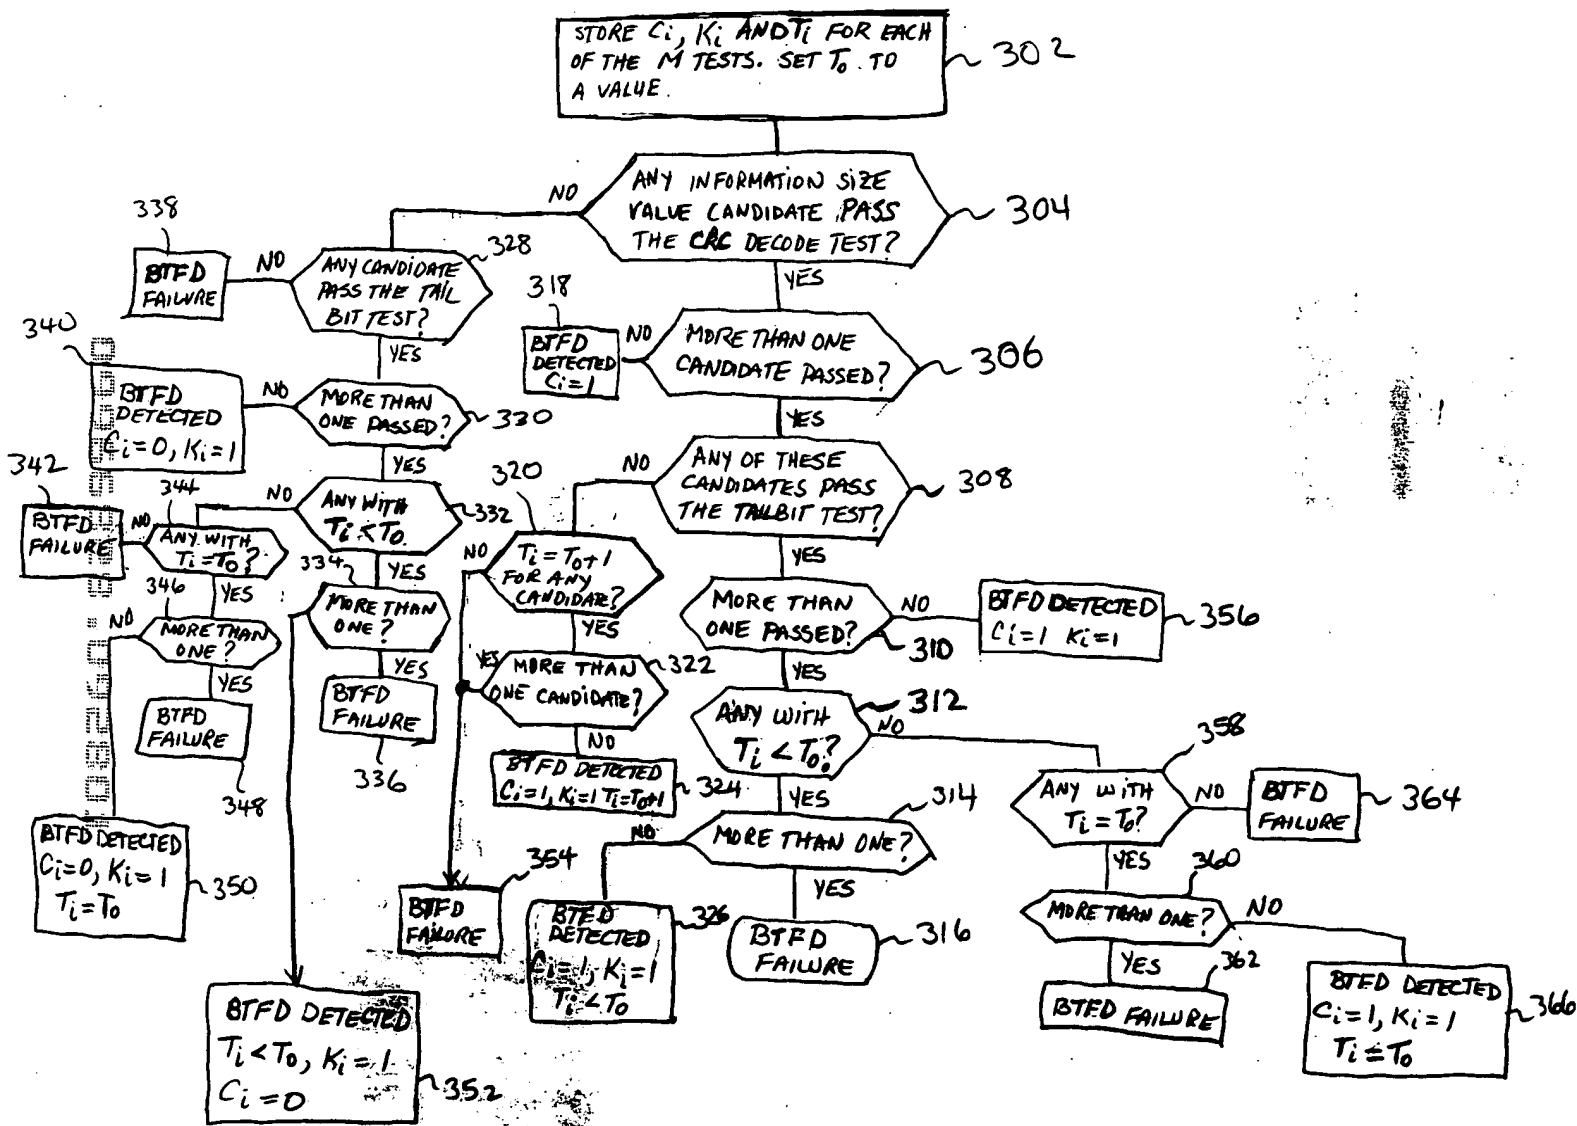 STORE Ci, Ki AND Ti FOR EACH
OF THE M TESTS. SET To TO
A VALUE.
302
ANY INFORMATION SIZE
VALUE CANDIDATE PASS
THE CRC DECODE TEST?
304
NO
YES
338
BTFD
FAILURE
NO
ANY CANDIDATE
PASS THE TAIL
BIT TEST?
328
YES
318
BTFD
DETECTED
Ci=1
NO
MORE THAN ONE
CANDIDATE PASSED?
306
YES
340
BTFD
DETECTED
Ci=0, Ki=1
NO
MORE THAN
ONE PASSED?
330
YES
320
NO
ANY OF THESE
CANDIDATES PASS
THE TAILBIT TEST?
308
YES
342
BTFD
FAILURE
NO
344
ANY WITH
Ti=To?
YES
NO
ANY WITH
Ti<To
332
YES
NO
Ti=To+1
FOR ANY
CANDIDATE?
YES
MORE THAN
ONE PASSED?
310
NO
YES
BTFD DETECTED
Ci=1 Ki=1
356
346
NO
MORE THAN
ONE?
YES
BTFD
FAILURE
348
334
MORE THAN
ONE?
YES
BTFD
FAILURE
336
YES
MORE THAN
ONE CANDIDATE?
322
NO
BTFD DETECTED
Ci=1, Ki=1 Ti=To+1
324
ANY WITH
Ti<To?
312
NO
YES
358
ANY WITH
Ti=To?
NO
BTFD
FAILURE
364
YES
BTFD DETECTED
Ci=0, Ki=1
Ti=To
350
NO
MORE THAN ONE?
314
YES
354
BTFD
FAILURE
BTFD
DETECTED
Ci=1, Ki=1
Ti<To
326
BTFD
FAILURE
316
MORE THAN ONE?
360
NO
YES
BTFD FAILURE
362
BTFD DETECTED
Ci=1, Ki=1
Ti≤To
366
BTFD DETECTED
Ti<To, Ki=1
Ci=0
352